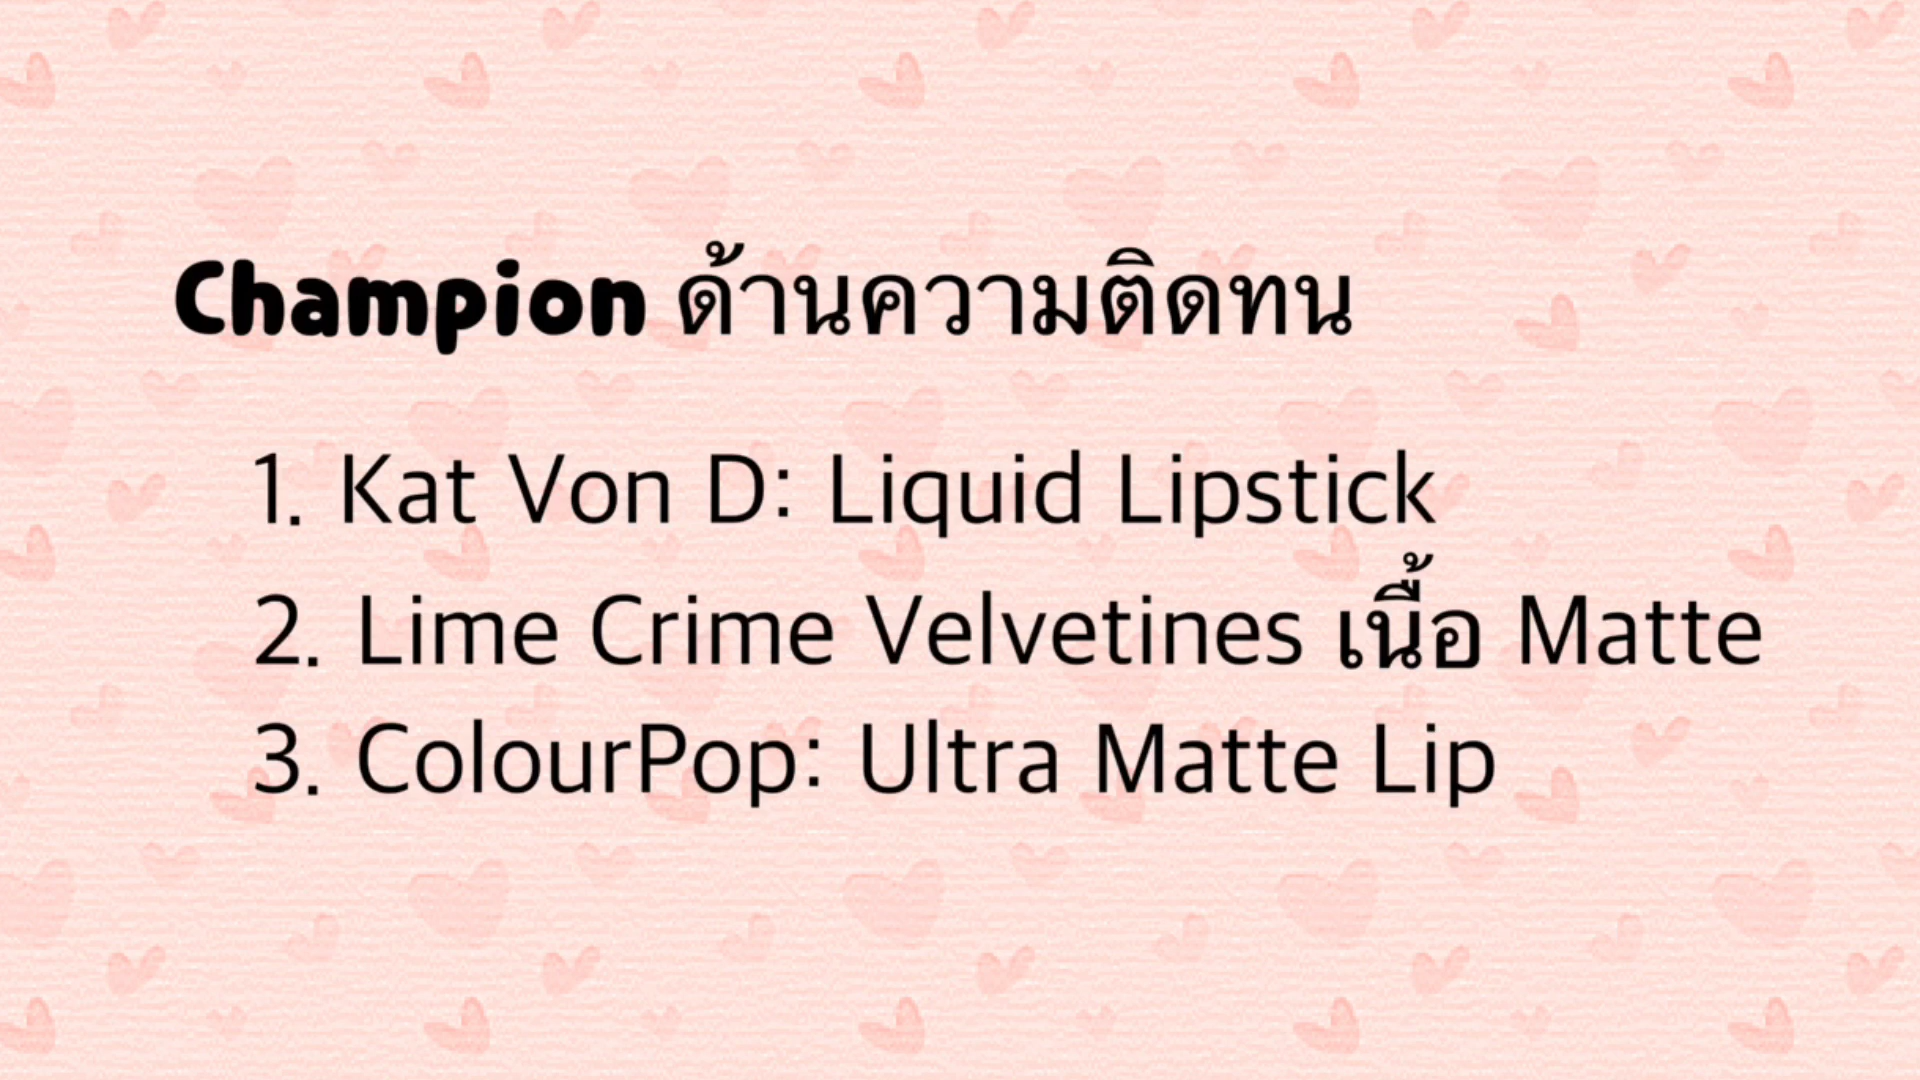 Champion ด้านความติดทน
1. Kat Von D: Liquid Lipstick
2. Lime Crime Velvetines เนื้อ Matte
3. ColourPop: Ultra Matte Lip